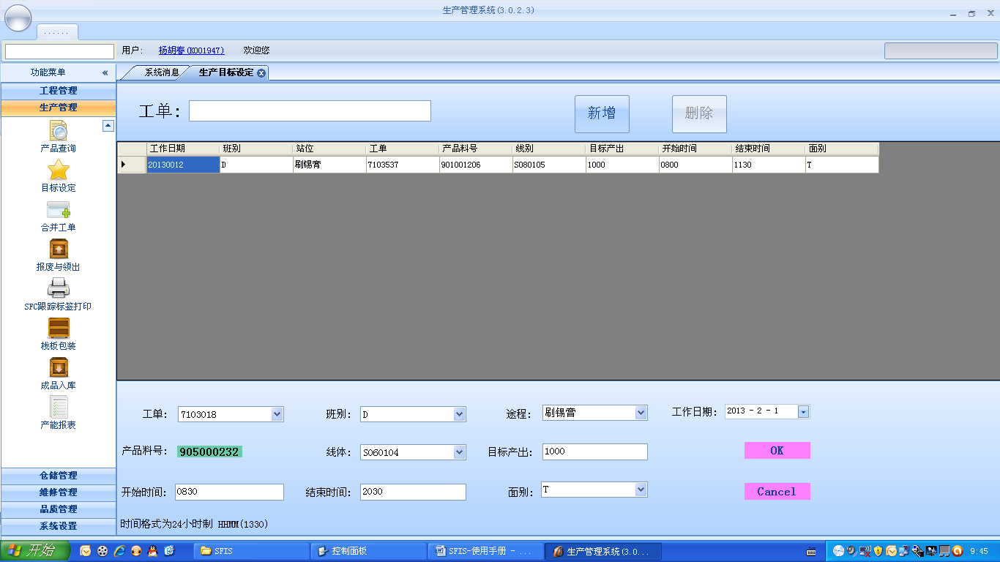 生产管理系统(3.0.2.3)
......
用户: 杨胡春(K001947) 欢迎您
功能菜单 «
系统消息 生产目标设定
工程管理
生产管理
产品查询
目标设定
合并工单
报废与领出
SFC跟踪标签打印
栈板包装
成品入库
产能报表
仓储管理
维修管理
品质管理
系统设置
工单: 新增 删除
工作日期 班别 站位 工单 产品料号 线别 目标产出 开始时间 结束时间 面别
20130012 D 刷锡膏 7103537 901001206 S080105 1000 0800 1130 T
工单: 7103018 班别: D 途程: 刷锡膏 工作日期: 2013 - 2 - 1
产品料号: 905000232 线体: S060104 目标产出: 1000 OK
开始时间: 0830 结束时间: 2030 面别: T Cancel
时间格式为24小时制 HHMM(1330)
开始 SFIS 控制面板 SFIS-使用手册 - ... 生产管理系统(3.0... 9:45